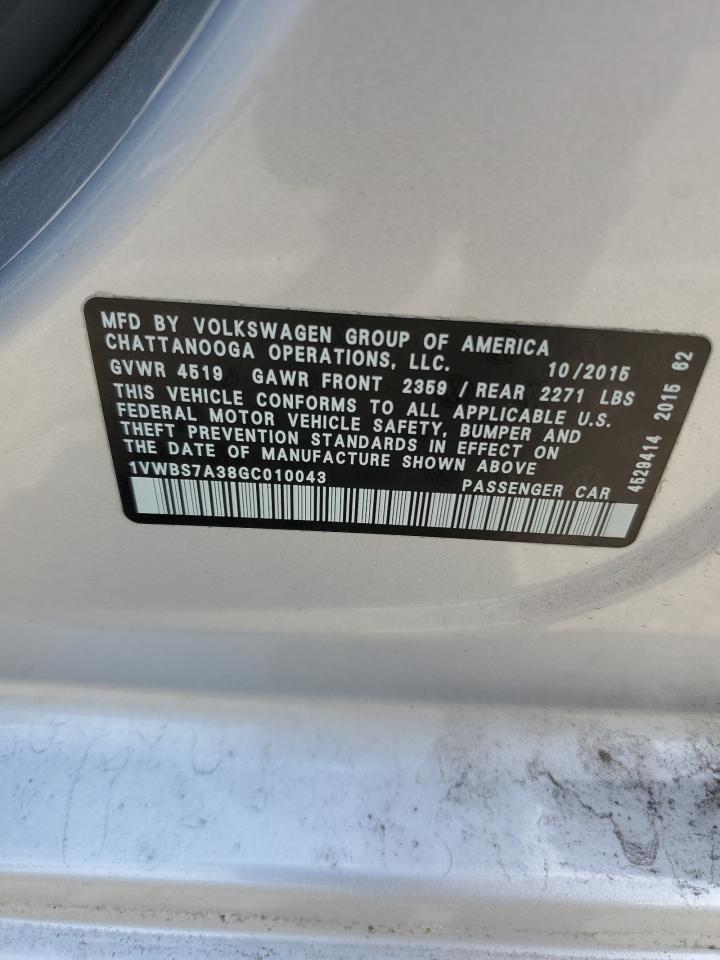 MFD BY VOLKSWAGEN GROUP OF AMERICA
CHATTANOOGA OPERATIONS, LLC. 10/2015
GVWR 4519 GAWR FRONT 2359 / REAR 2271 LBS
THIS VEHICLE CONFORMS TO ALL APPLICABLE U.S.
FEDERAL MOTOR VEHICLE SAFETY, BUMPER AND
THEFT PREVENTION STANDARDS IN EFFECT ON
THE DATE OF MANUFACTURE SHOWN ABOVE
1VWBS7A38GC010043 PASSENGER CAR
4529414 2015 62